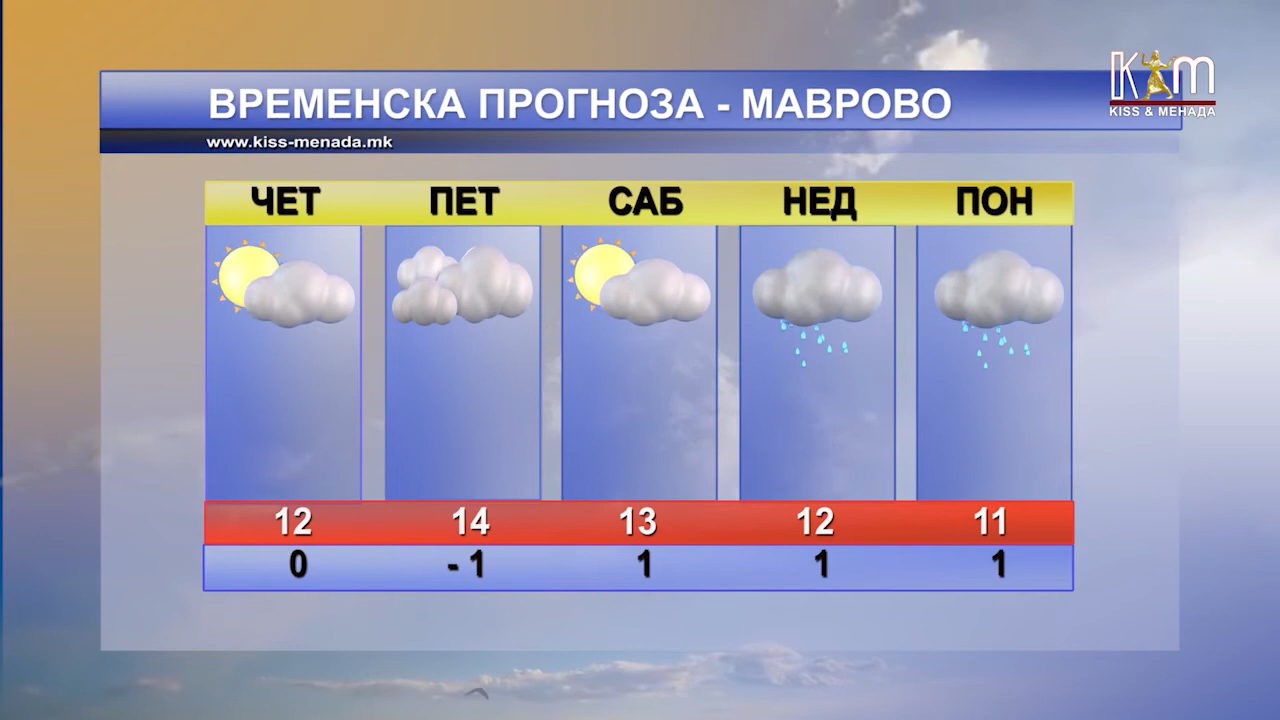 ВРЕМЕНСКА ПРОГНОЗА - МАВРОВО
K m
KISS & МЕНАДА
www.kiss-menada.mk
ЧЕТ ПЕТ САБ НЕД ПОН
12 14 13 12 11
0 - 1 1 1 1